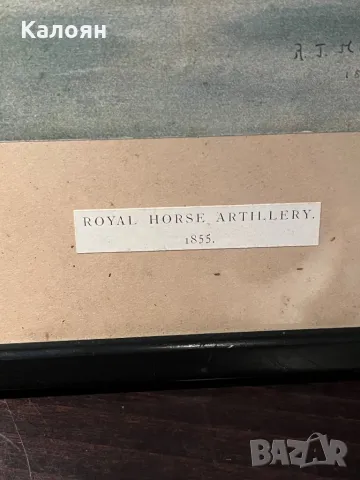 Калоян
R. J. M
ROYAL HORSE ARTILLERY.
1855.
BAZAR